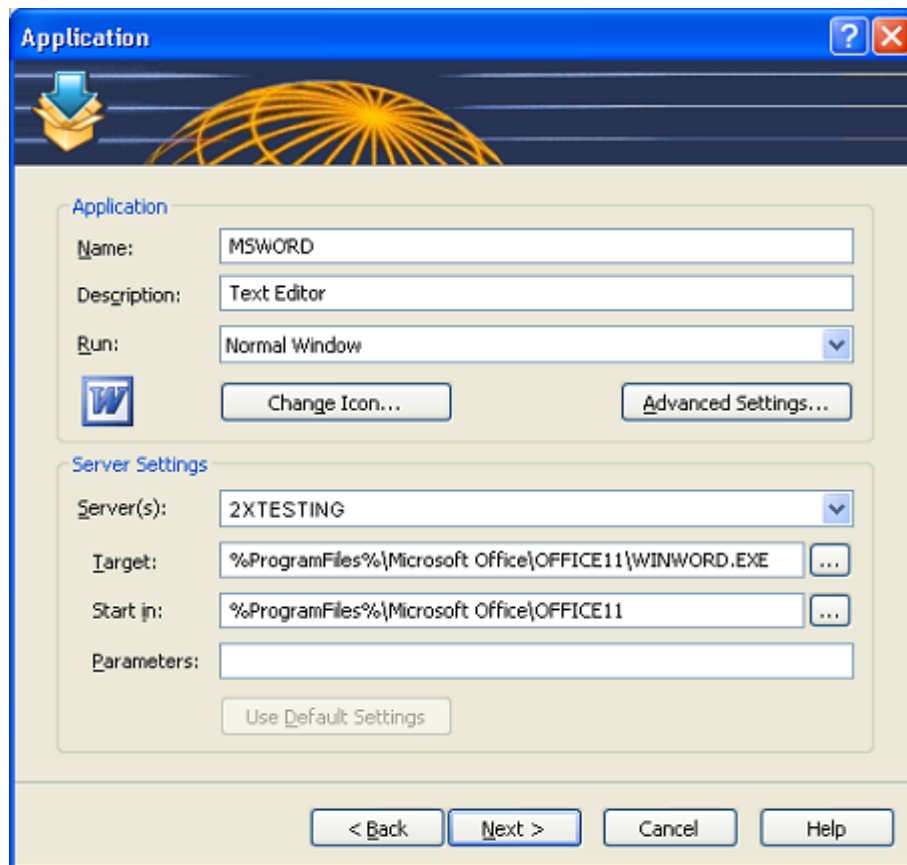 Application
Application
Name: MSWORD
Description: Text Editor
Run: Normal Window
W Change Icon... Advanced Settings...
Server Settings
Server(s): 2XTESTING
Target: %ProgramFiles%\Microsoft Office\OFFICE11\WINWORD.EXE ...
Start in: %ProgramFiles%\Microsoft Office\OFFICE11 ...
Parameters:
Use Default Settings
< Back Next > Cancel Help